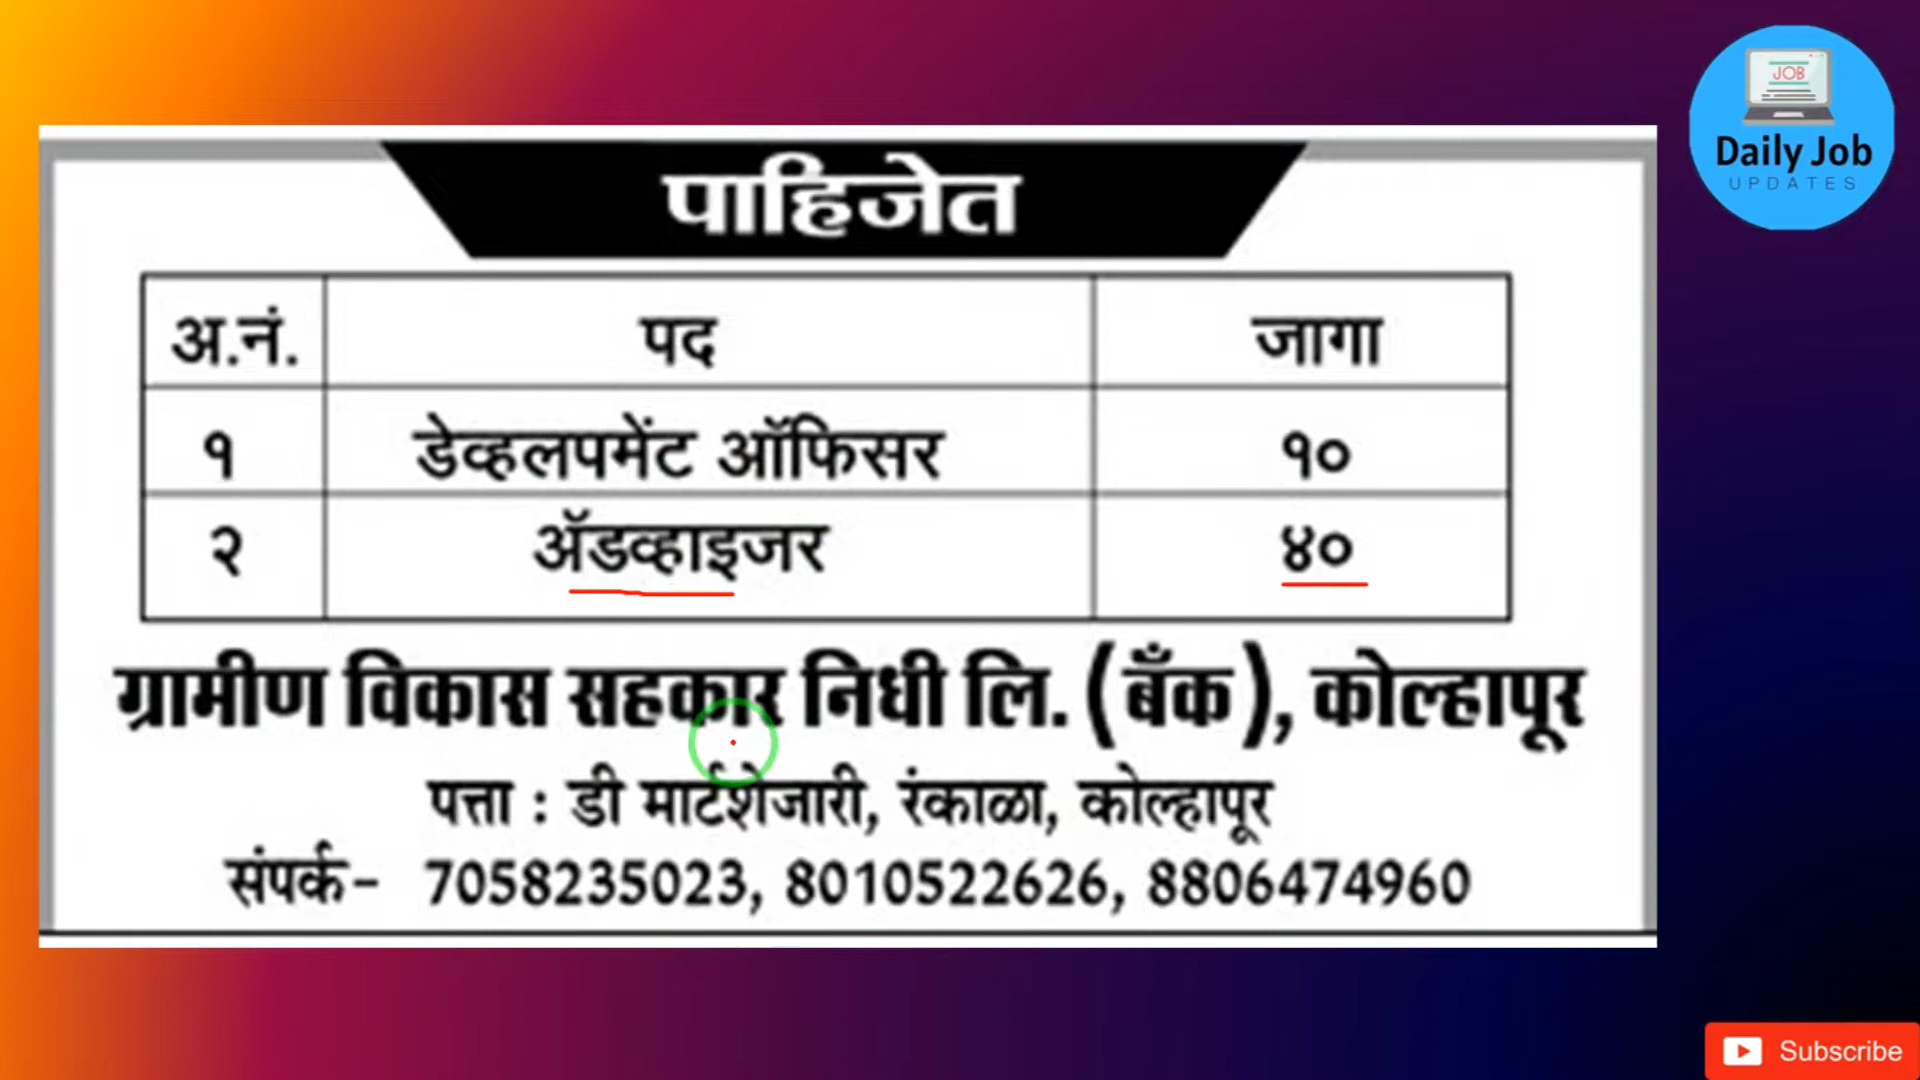 JOB
Daily Job
UPDATES
पाहिजेत
अ.नं. पद जागा
१ डेव्हलपमेंट ऑफिसर १०
२ ॲडव्हाइजर ४०
ग्रामीण विकास सहकार निधी लि. (बँक), कोल्हापूर
पत्ता : डी मार्टशेजारी, रंकाळा, कोल्हापूर
संपर्क- 7058235023, 8010522626, 8806474960
Subscribe